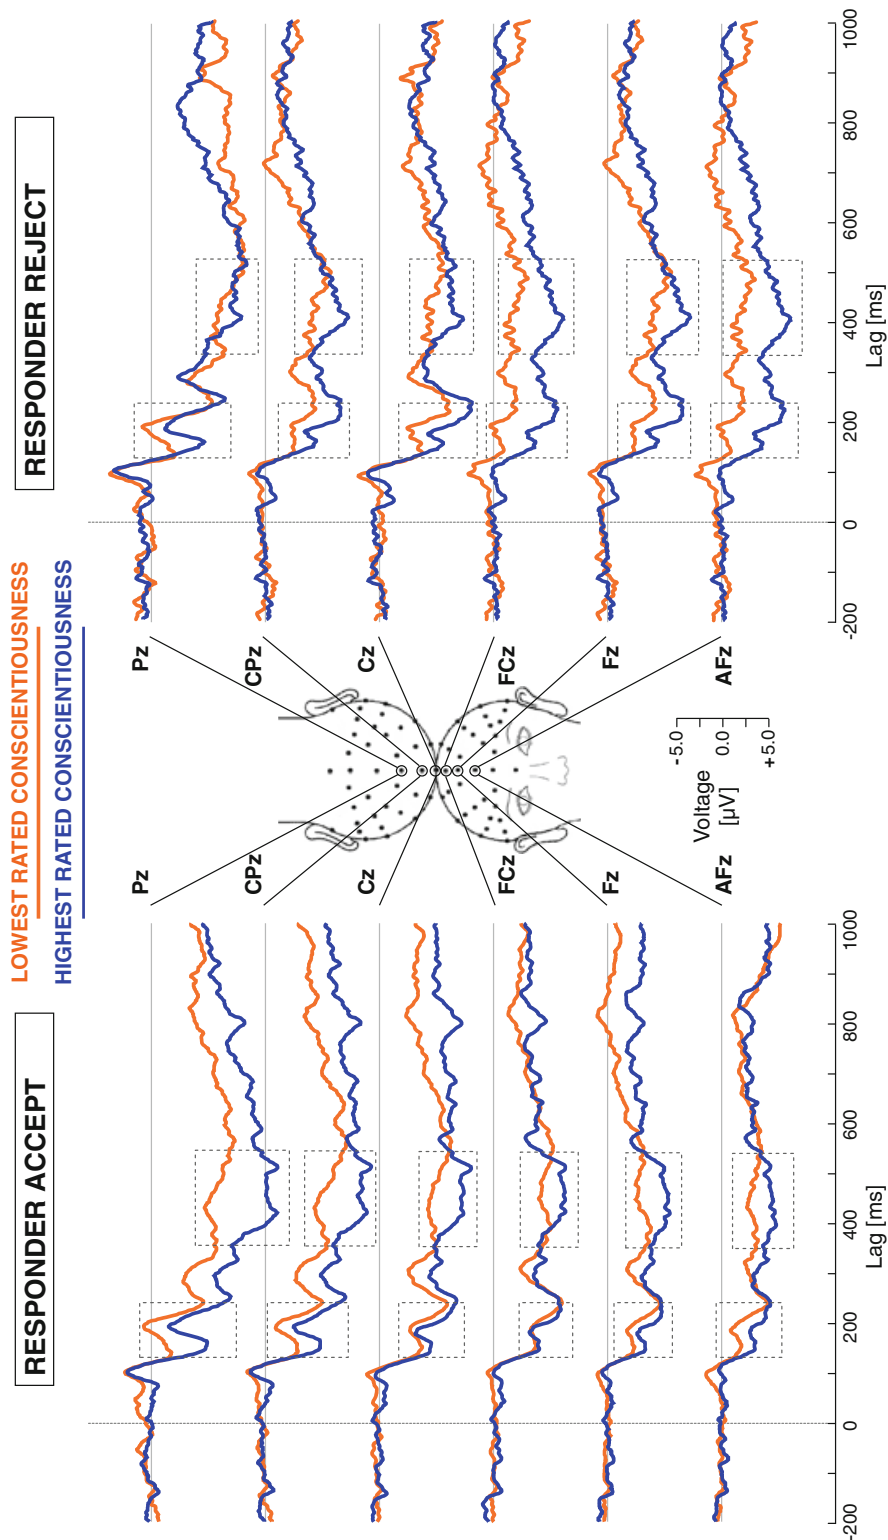 LOWEST RATED CONSCIENTIOUSNESS
HIGHEST RATED CONSCIENTIOUSNESS
RESPONDER ACCEPT
RESPONDER REJECT
Pz
CPz
Cz
FCz
Fz
AFz
Pz
CPz
Cz
FCz
Fz
AFz
Voltage
[µV]
-5.0
0.0
+5.0
-200
0
200
400
600
800
1000
Lag [ms]
-200
0
200
400
600
800
1000
Lag [ms]